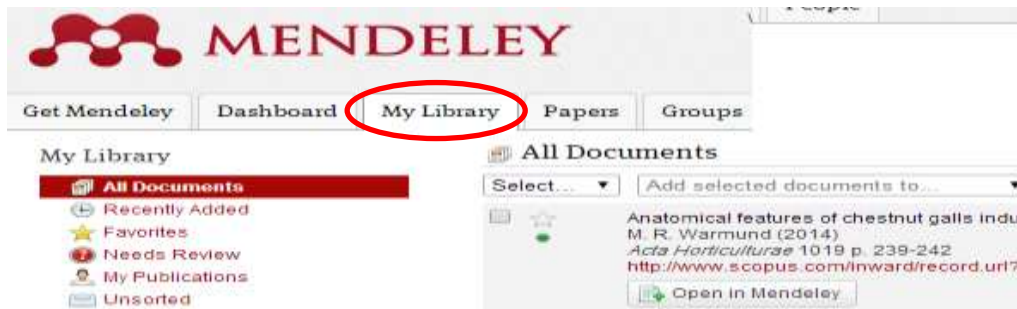 People
MENDELEY
Get Mendeley Dashboard My Library Papers Groups
My Library
All Documents
Recently Added
Favorites
Needs Review
My Publications
Unsorted
All Documents
Select... Add selected documents to...
Anatomical features of chestnut galls indu
M. R. Warmund (2014)
Acta Horticulturae 1019 p. 239-242
http://www.scopus.com/inward/record.url?
Open in Mendeley